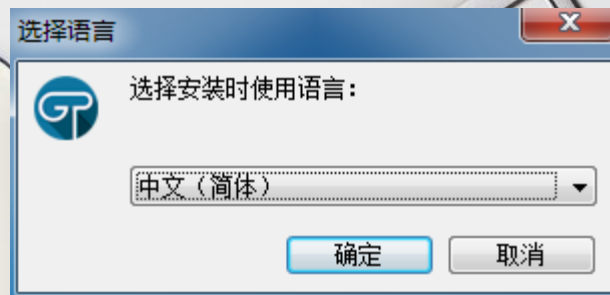 选择语言
选择安装时使用语言：
中文（简体）
确定
取消